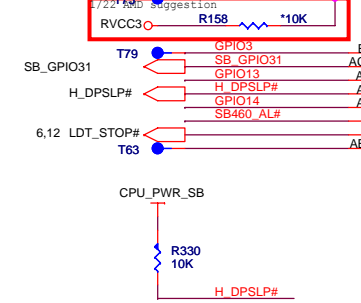 1/22 AMD suggestion
RVCC3 R158 *10K
T79 GPIO3
SB_GPIO31 SB_GPIO31
GPIO13
H_DPSLP# H_DPSLP#
GPIO14
SB460_AL#
6,12 LDT_STOP#
T63
CPU_PWR_SB
R330
10K
H_DPSLP#